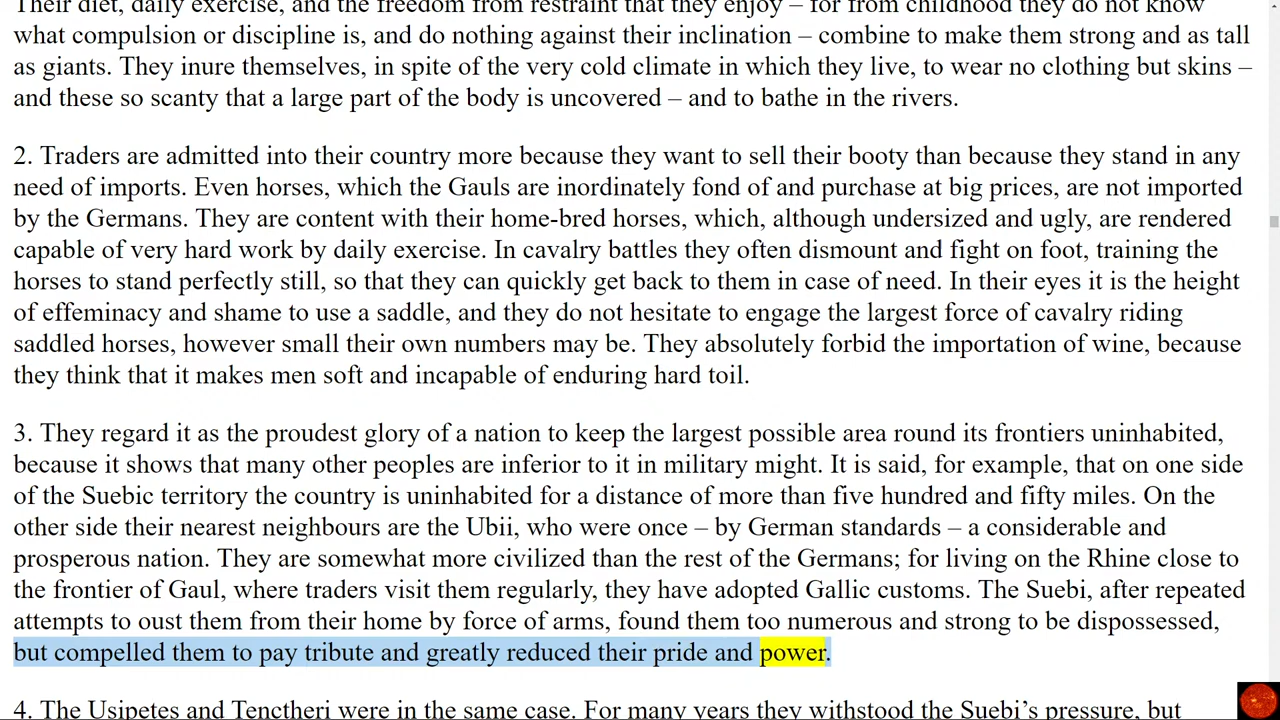 Their diet, daily exercise, and the freedom from restraint that they enjoy – for from childhood they do not know
what compulsion or discipline is, and do nothing against their inclination – combine to make them strong and as tall
as giants. They inure themselves, in spite of the very cold climate in which they live, to wear no clothing but skins –
and these so scanty that a large part of the body is uncovered – and to bathe in the rivers.
2. Traders are admitted into their country more because they want to sell their booty than because they stand in any
need of imports. Even horses, which the Gauls are inordinately fond of and purchase at big prices, are not imported
by the Germans. They are content with their home-bred horses, which, although undersized and ugly, are rendered
capable of very hard work by daily exercise. In cavalry battles they often dismount and fight on foot, training the
horses to stand perfectly still, so that they can quickly get back to them in case of need. In their eyes it is the height
of effeminacy and shame to use a saddle, and they do not hesitate to engage the largest force of cavalry riding
saddled horses, however small their own numbers may be. They absolutely forbid the importation of wine, because
they think that it makes men soft and incapable of enduring hard toil.
3. They regard it as the proudest glory of a nation to keep the largest possible area round its frontiers uninhabited,
because it shows that many other peoples are inferior to it in military might. It is said, for example, that on one side
of the Suebic territory the country is uninhabited for a distance of more than five hundred and fifty miles. On the
other side their nearest neighbours are the Ubii, who were once – by German standards – a considerable and
prosperous nation. They are somewhat more civilized than the rest of the Germans; for living on the Rhine close to
the frontier of Gaul, where traders visit them regularly, they have adopted Gallic customs. The Suebi, after repeated
attempts to oust them from their home by force of arms, found them too numerous and strong to be dispossessed,
but compelled them to pay tribute and greatly reduced their pride and power.
4. The Usipetes and Tenctheri were in the same case. For many years they withstood the Suebi’s pressure, but